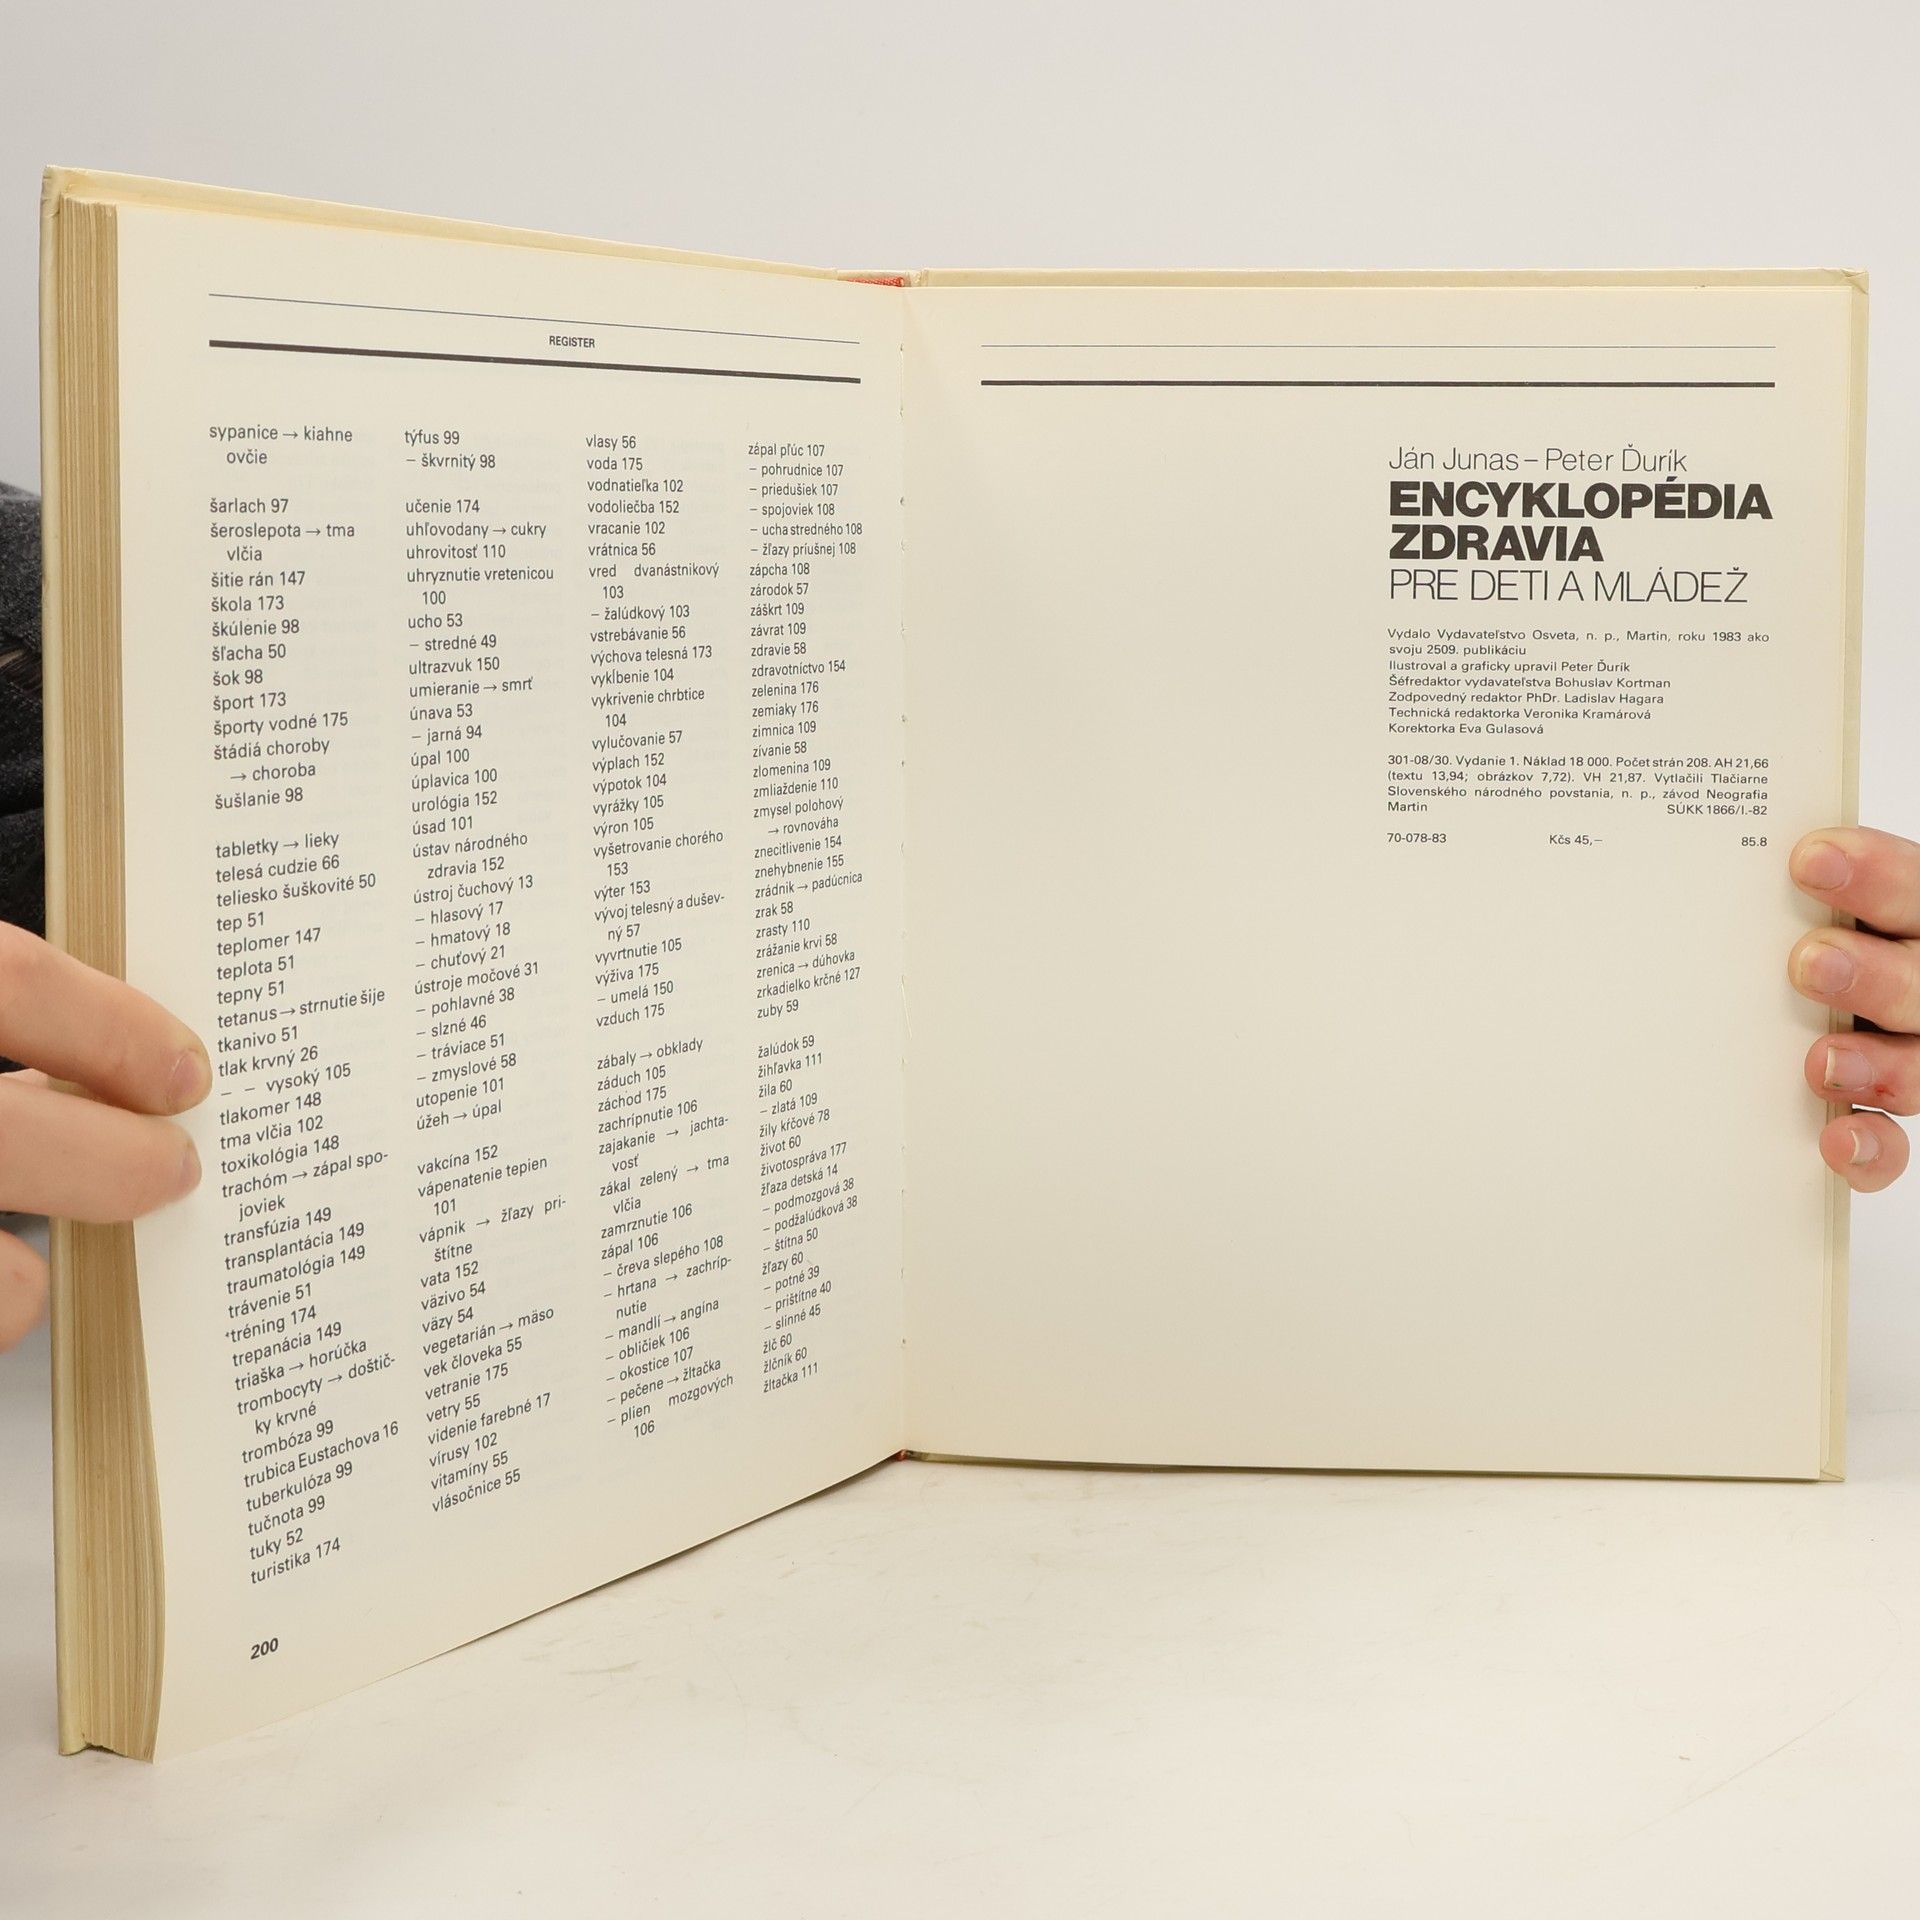 REGISTER
sypanice → kiahne
ovčie
šarlach 97
šeroslepota → tma
vlčia
šitie rán 147
škola 173
škúlenie 98
šľacha 50
šok 98
šport 173
športy vodné 175
štádiá choroby
→ choroba
šušlanie 98
tabletky → lieky
telesá cudzie 66
teliesko šuškovité 50
tep 51
teplomer 147
teplota 51
tepny 51
tetanus → strnutie šije
tkanivo 51
tlak krvný 26
– – vysoký 105
tlakomer 148
tma vlčia 102
toxikológia 148
trachóm → zápal spo-
joviek
transfúzia 149
transplantácia 149
traumatológia 149
trávenie 51
tréning 174
trepanácia 149
triaška → horúčka
trombocyty → doštič-
ky krvné
trombóza 99
trubica Eustachova 16
tuberkulóza 99
tučnota 99
tuky 52
turistika 174
týfus 99
– škvrnitý 98
učenie 174
uhľovodany → cukry
uhrovitosť 110
uhryznutie vretenicou
100
ucho 53
– stredné 49
ultrazvuk 150
umieranie → smrť
únava 53
– jarná 94
úpal 100
úplavica 100
urológia 152
úsad 101
ústav národného
zdravia 152
ústroj čuchový 13
– hlasový 17
– hmatový 18
– chuťový 21
ústroje močové 31
– pohlavné 38
– slzné 46
– tráviace 51
– zmyslové 58
utopenie 101
úžeh → úpal
vakcína 152
vápenatenie tepien
101
vápnik → žľazy pri-
štítne
vata 152
väzivo 54
väzy 54
vegetarián → mäso
vek človeka 55
vetranie 175
vetry 55
videnie farebné 17
vírusy 102
vitamíny 55
vlásočnice 55
vlasy 56
voda 175
vodnatieľka 102
vodoliečba 152
vracanie 102
vrátnica 56
vred dvanástnikový
103
– žalúdkový 103
vstrebávanie 56
výchova telesná 173
vykĺbenie 104
vykrivenie chrbtice
104
vylučovanie 57
výplach 152
výpotok 104
vyrážky 105
výron 105
vyšetrovanie chorého
153
výter 153
vývoj telesný a dušev-
ný 57
vyvrtnutie 105
výživa 175
– umelá 150
vzduch 175
zábaly → obklady
záduch 105
záchod 175
zachrípnutie 106
zajakanie → jachta-
vosť
zákal zelený → tma
vlčia
zamrznutie 106
zápal 106
– čreva slepého 108
– hrtana → zachríp-
nutie
– mandlí → angína
– obličiek 106
– okostice 107
– pečene → žltačka
– plien mozgových
106
zápal pľúc 107
– pohrudnice 107
– priedušiek 107
– spojoviek 108
– ucha stredného 108
– žľazy príušnej 108
zápcha 108
zárodok 57
záškrt 109
závrat 109
zdravie 58
zdravotníctvo 154
zelenina 176
zemiaky 176
zimnica 109
zívanie 58
zlomenina 109
zmliaždenie 110
zmysel polohový
→ rovnováha
znecitlivenie 154
znehybnenie 155
zrádnik → padúcnica
zrak 58
zrasty 110
zrážanie krvi 58
zrenica → dúhovka
zrkadielko krčné 127
zuby 59
žalúdok 59
žihľavka 111
žila 60
– zlatá 109
žily kŕčové 78
život 60
životospráva 177
žľaza detská 14
– podmozgová 38
– podžalúdková 38
– štítna 50
žľazy 60
– potné 39
– prištítne 40
– slinné 45
žlč 60
žlčník 60
žltačka 111
200
Ján Junas – Peter Ďurík
ENCYKLOPÉDIA
ZDRAVIA
PRE DETI A MLÁDEŽ
Vydalo Vydavateľstvo Osveta, n. p., Martin, roku 1983 ako
svoju 2509. publikáciu
Ilustroval a graficky upravil Peter Ďurík
Šéfredaktor vydavateľstva Bohuslav Kortman
Zodpovedný redaktor PhDr. Ladislav Hagara
Technická redaktorka Veronika Kramárová
Korektorka Eva Gulasová
301-08/30. Vydanie 1. Náklad 18 000. Počet strán 208. AH 21,66
(textu 13,94; obrázkov 7,72). VH 21,87. Vytlačili Tlačiarne
Slovenského národného povstania, n. p., závod Neografia
Martin SÚKK 1866/I.-82
70-078-83 Kčs 45,– 85.8